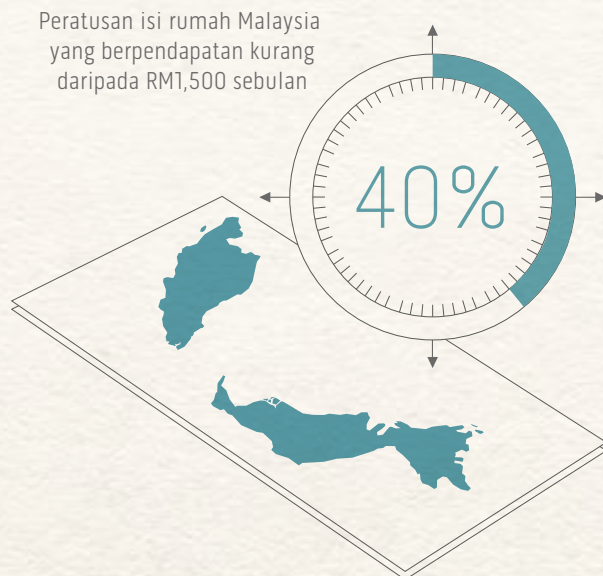 Peratusan isi rumah Malaysia
yang berpendapatan kurang
daripada RM1,500 sebulan
40%